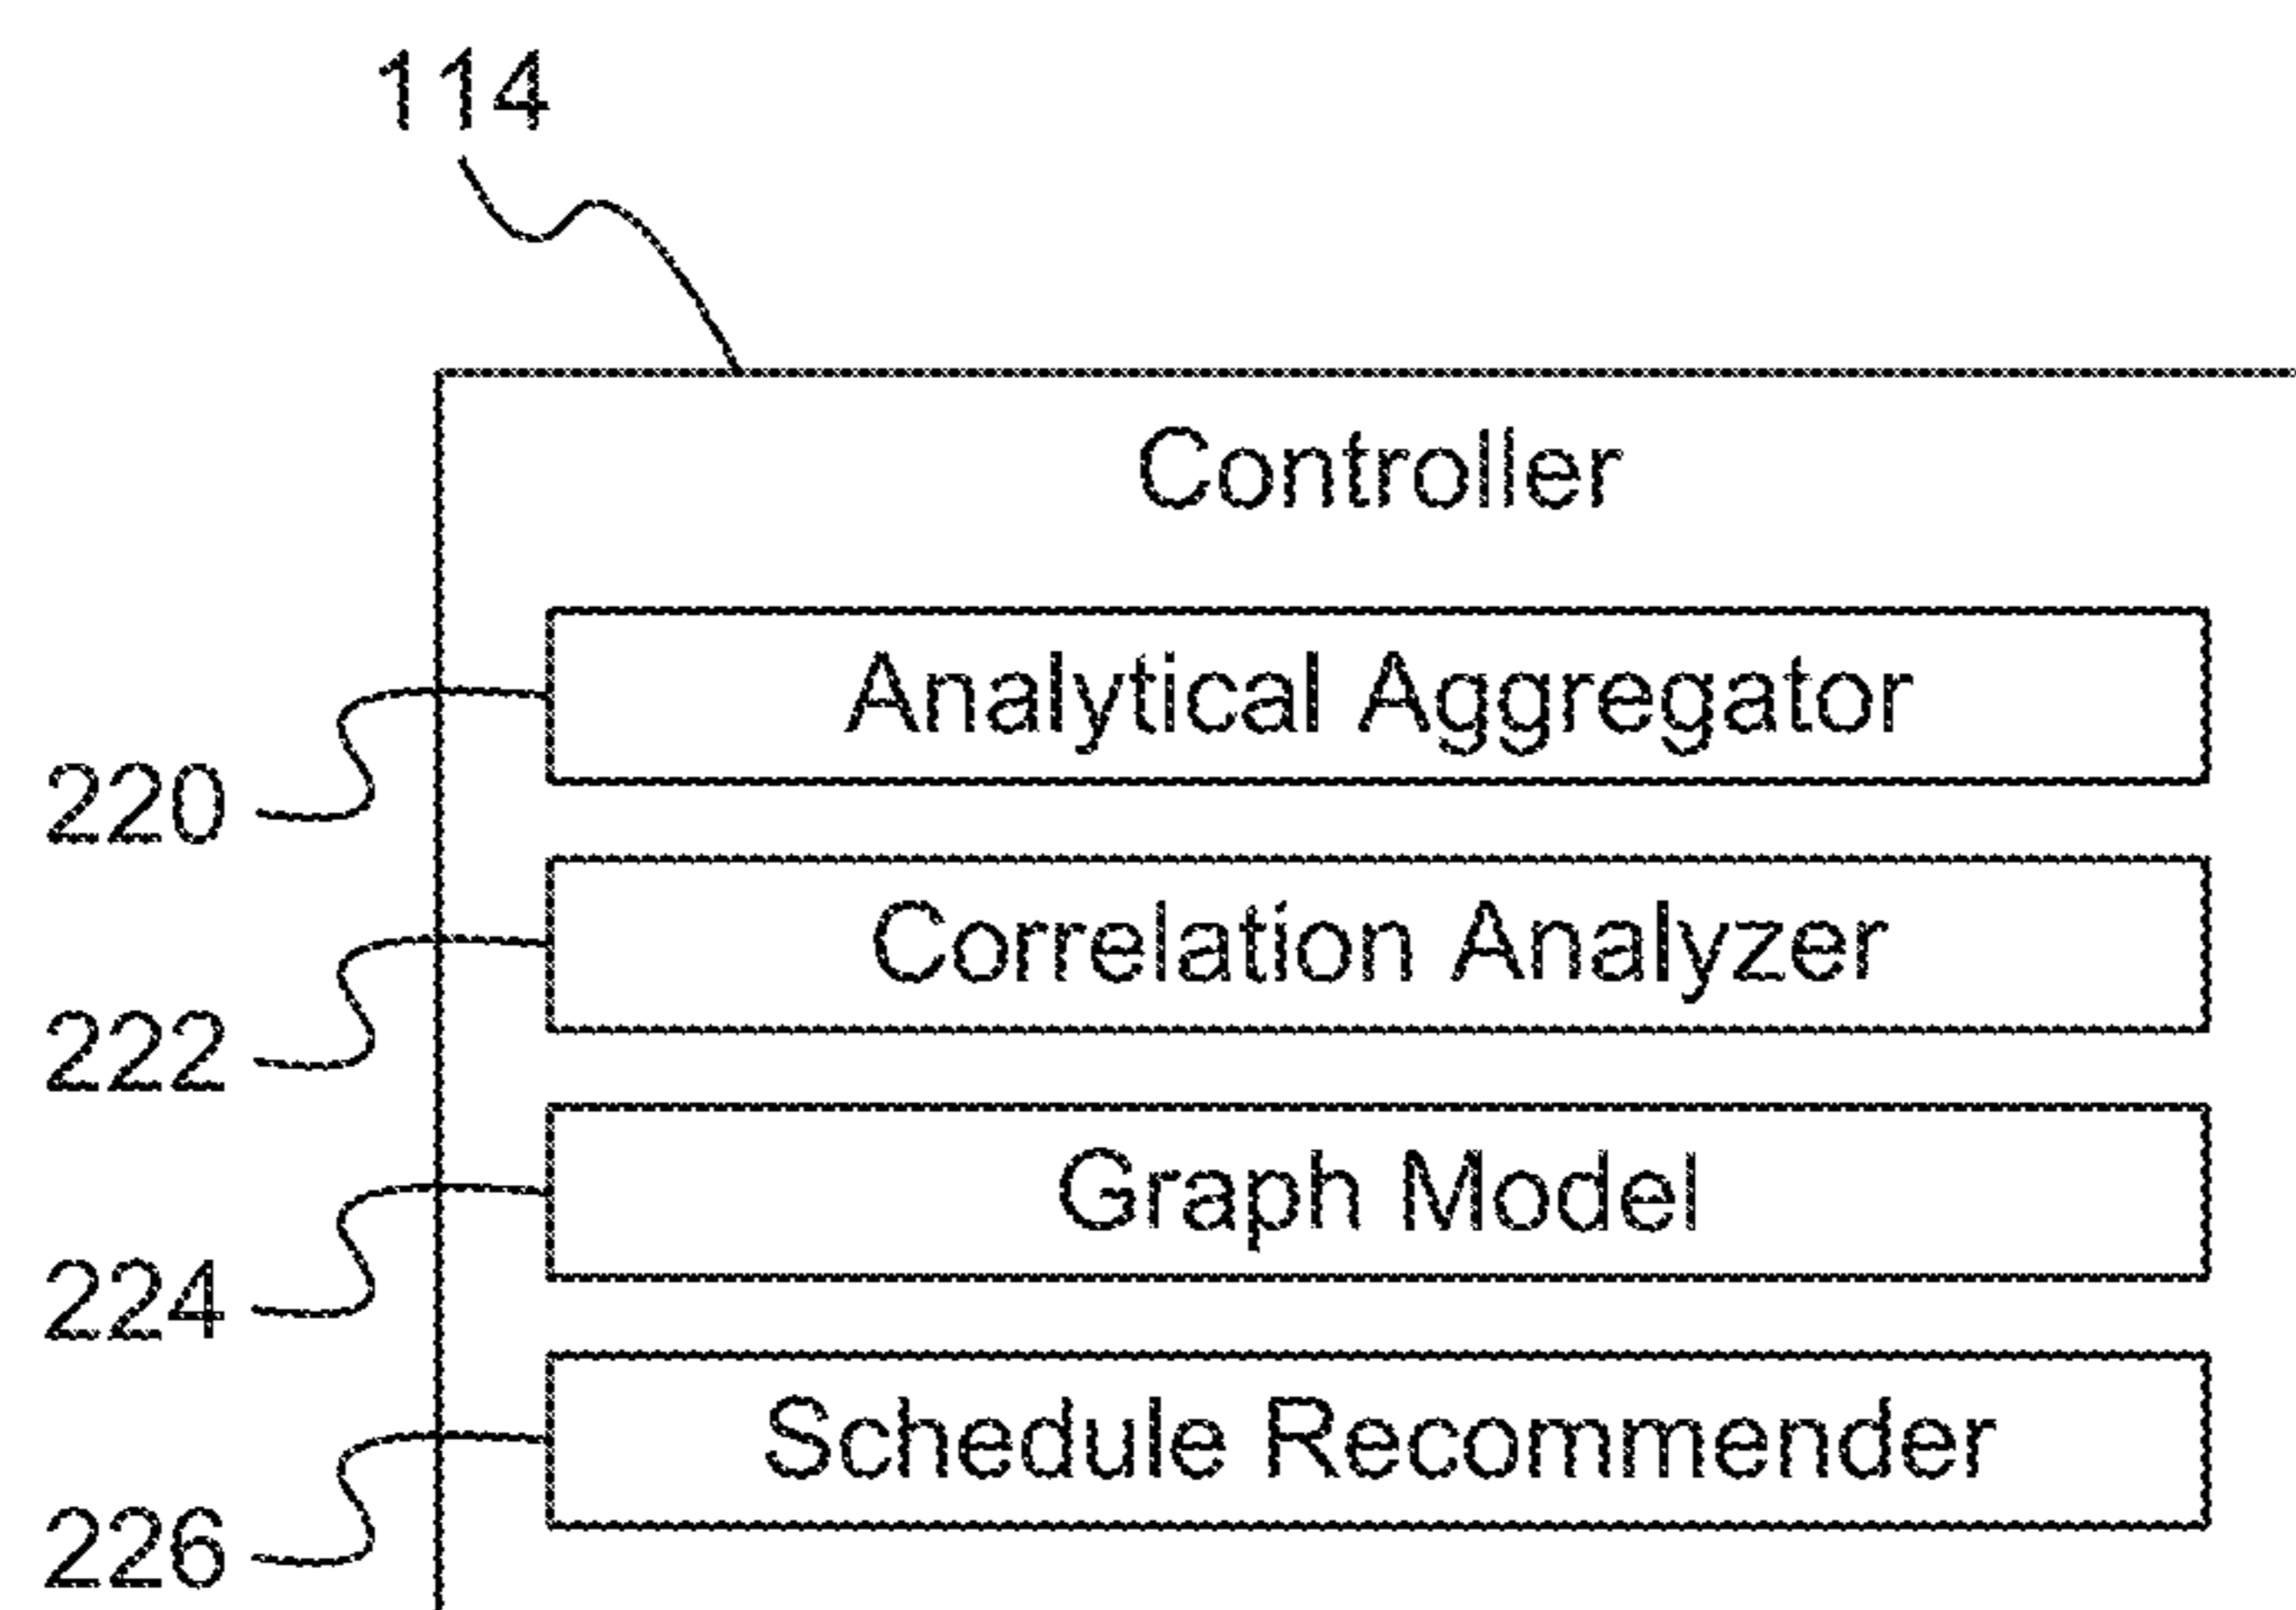 114
Controller
Analytical Aggregator
220
Correlation Analyzer
222
Graph Model
224
Schedule Recommender
226